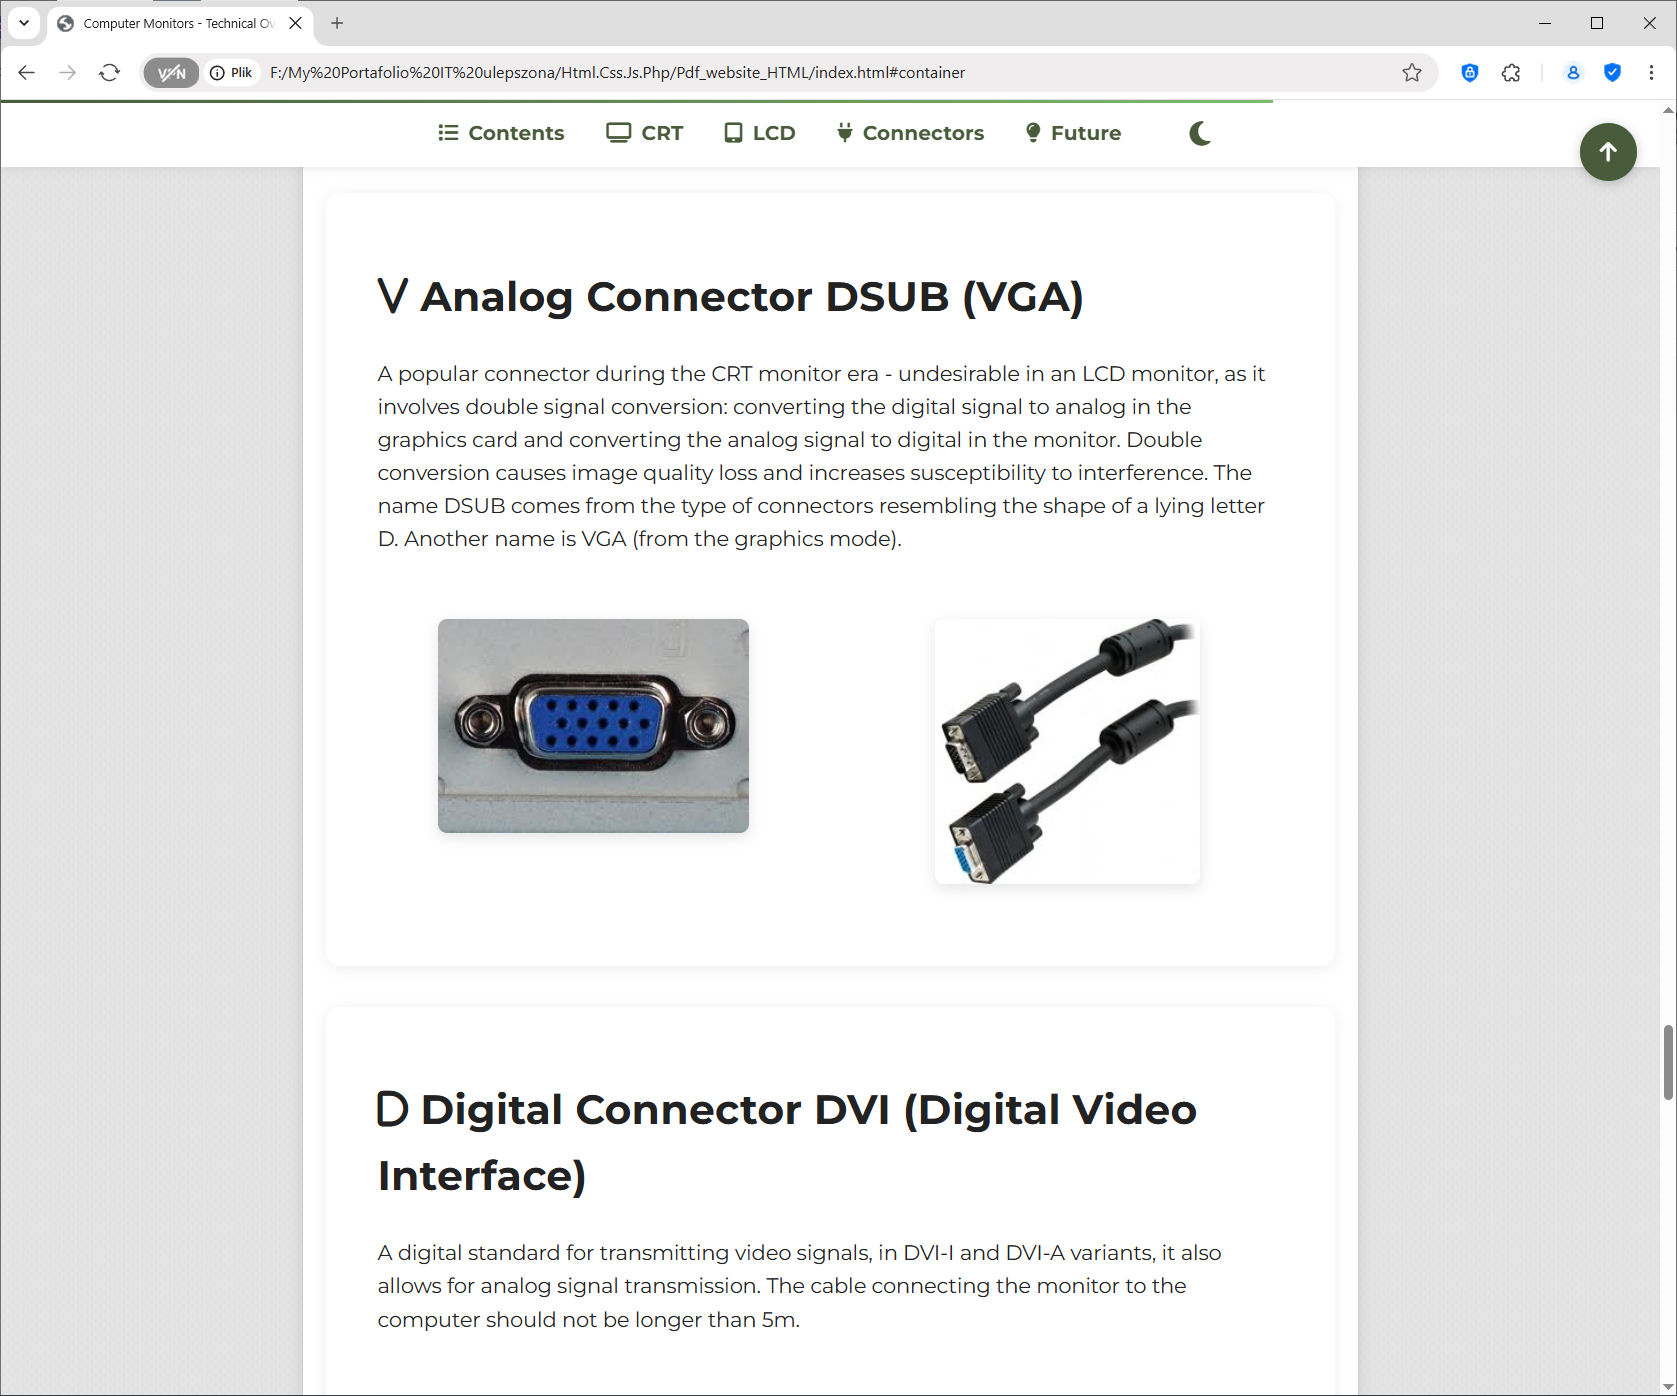 Computer Monitors - Technical Ov
VPN
Plik
F:/My%20Portafolio%20IT%20ulepszona/Html.Css.Js.Php/Pdf_website_HTML/index.html#container
Contents
CRT
LCD
Connectors
Future
V Analog Connector DSUB (VGA)
A popular connector during the CRT monitor era - undesirable in an LCD monitor, as it
involves double signal conversion: converting the digital signal to analog in the
graphics card and converting the analog signal to digital in the monitor. Double
conversion causes image quality loss and increases susceptibility to interference. The
name DSUB comes from the type of connectors resembling the shape of a lying letter
D. Another name is VGA (from the graphics mode).
D Digital Connector DVI (Digital Video
Interface)
A digital standard for transmitting video signals, in DVI-I and DVI-A variants, it also
allows for analog signal transmission. The cable connecting the monitor to the
computer should not be longer than 5m.